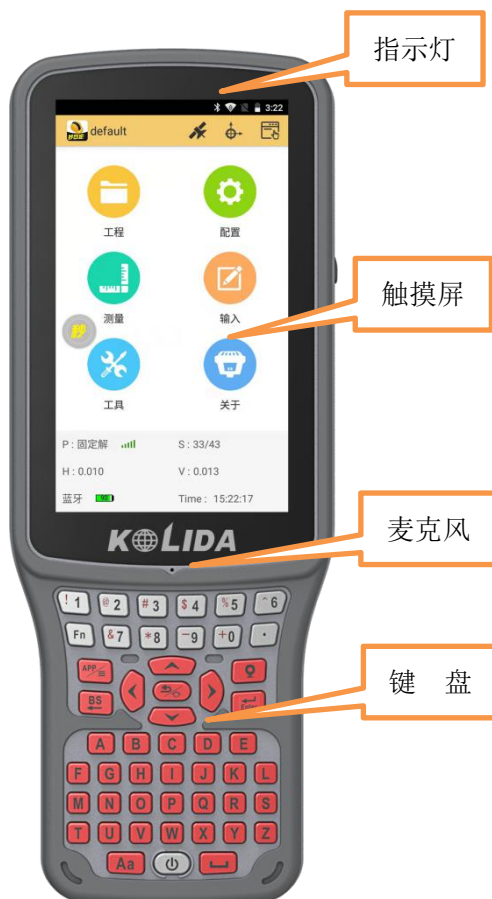 指示灯
3:22
default
工程
配置
测量
输入
触摸屏
秒
工具
关于
P : 固定解
S : 33/43
H : 0.010
V : 0.013
蓝牙
90
Time : 15:22:17
KOLIDA
麦克风
! 1 @ 2 # 3 $ 4 % 5 ^ 6
Fn & 7 * 8 - 9 + 0 .
APP
BS
Enter
键 盘
A B C D E
F G H I J K L
M N O P Q R S
T U V W X Y Z
Aa